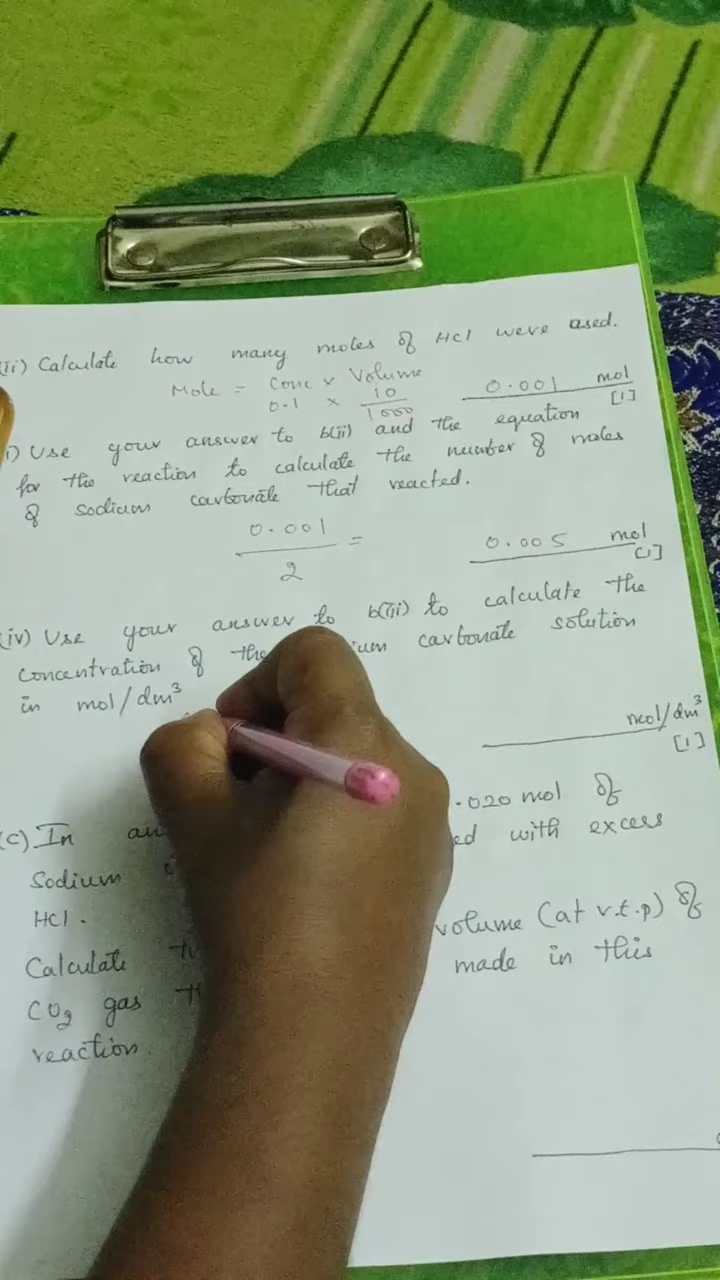 (ii) Calculate how many moles of HCl were used.
Mole = Conc × Volume
0.1 × 10/1000 0.001 mol
[1]
i) Use your answer to b(ii) and the equation
for the reaction to calculate the number of moles
of sodium carbonate that reacted.
0.001/2 = 0.005 mol
[1]
(iv) Use your answer to b(iii) to calculate the
concentration of the carbonate solution
in mol/dm³
mol/dm³
[1]
.020 mol of
(C) In with excess
Sodium
HCl.
volume (at r.t.p) of
Calculate made in this
CO₂ gas
reaction.